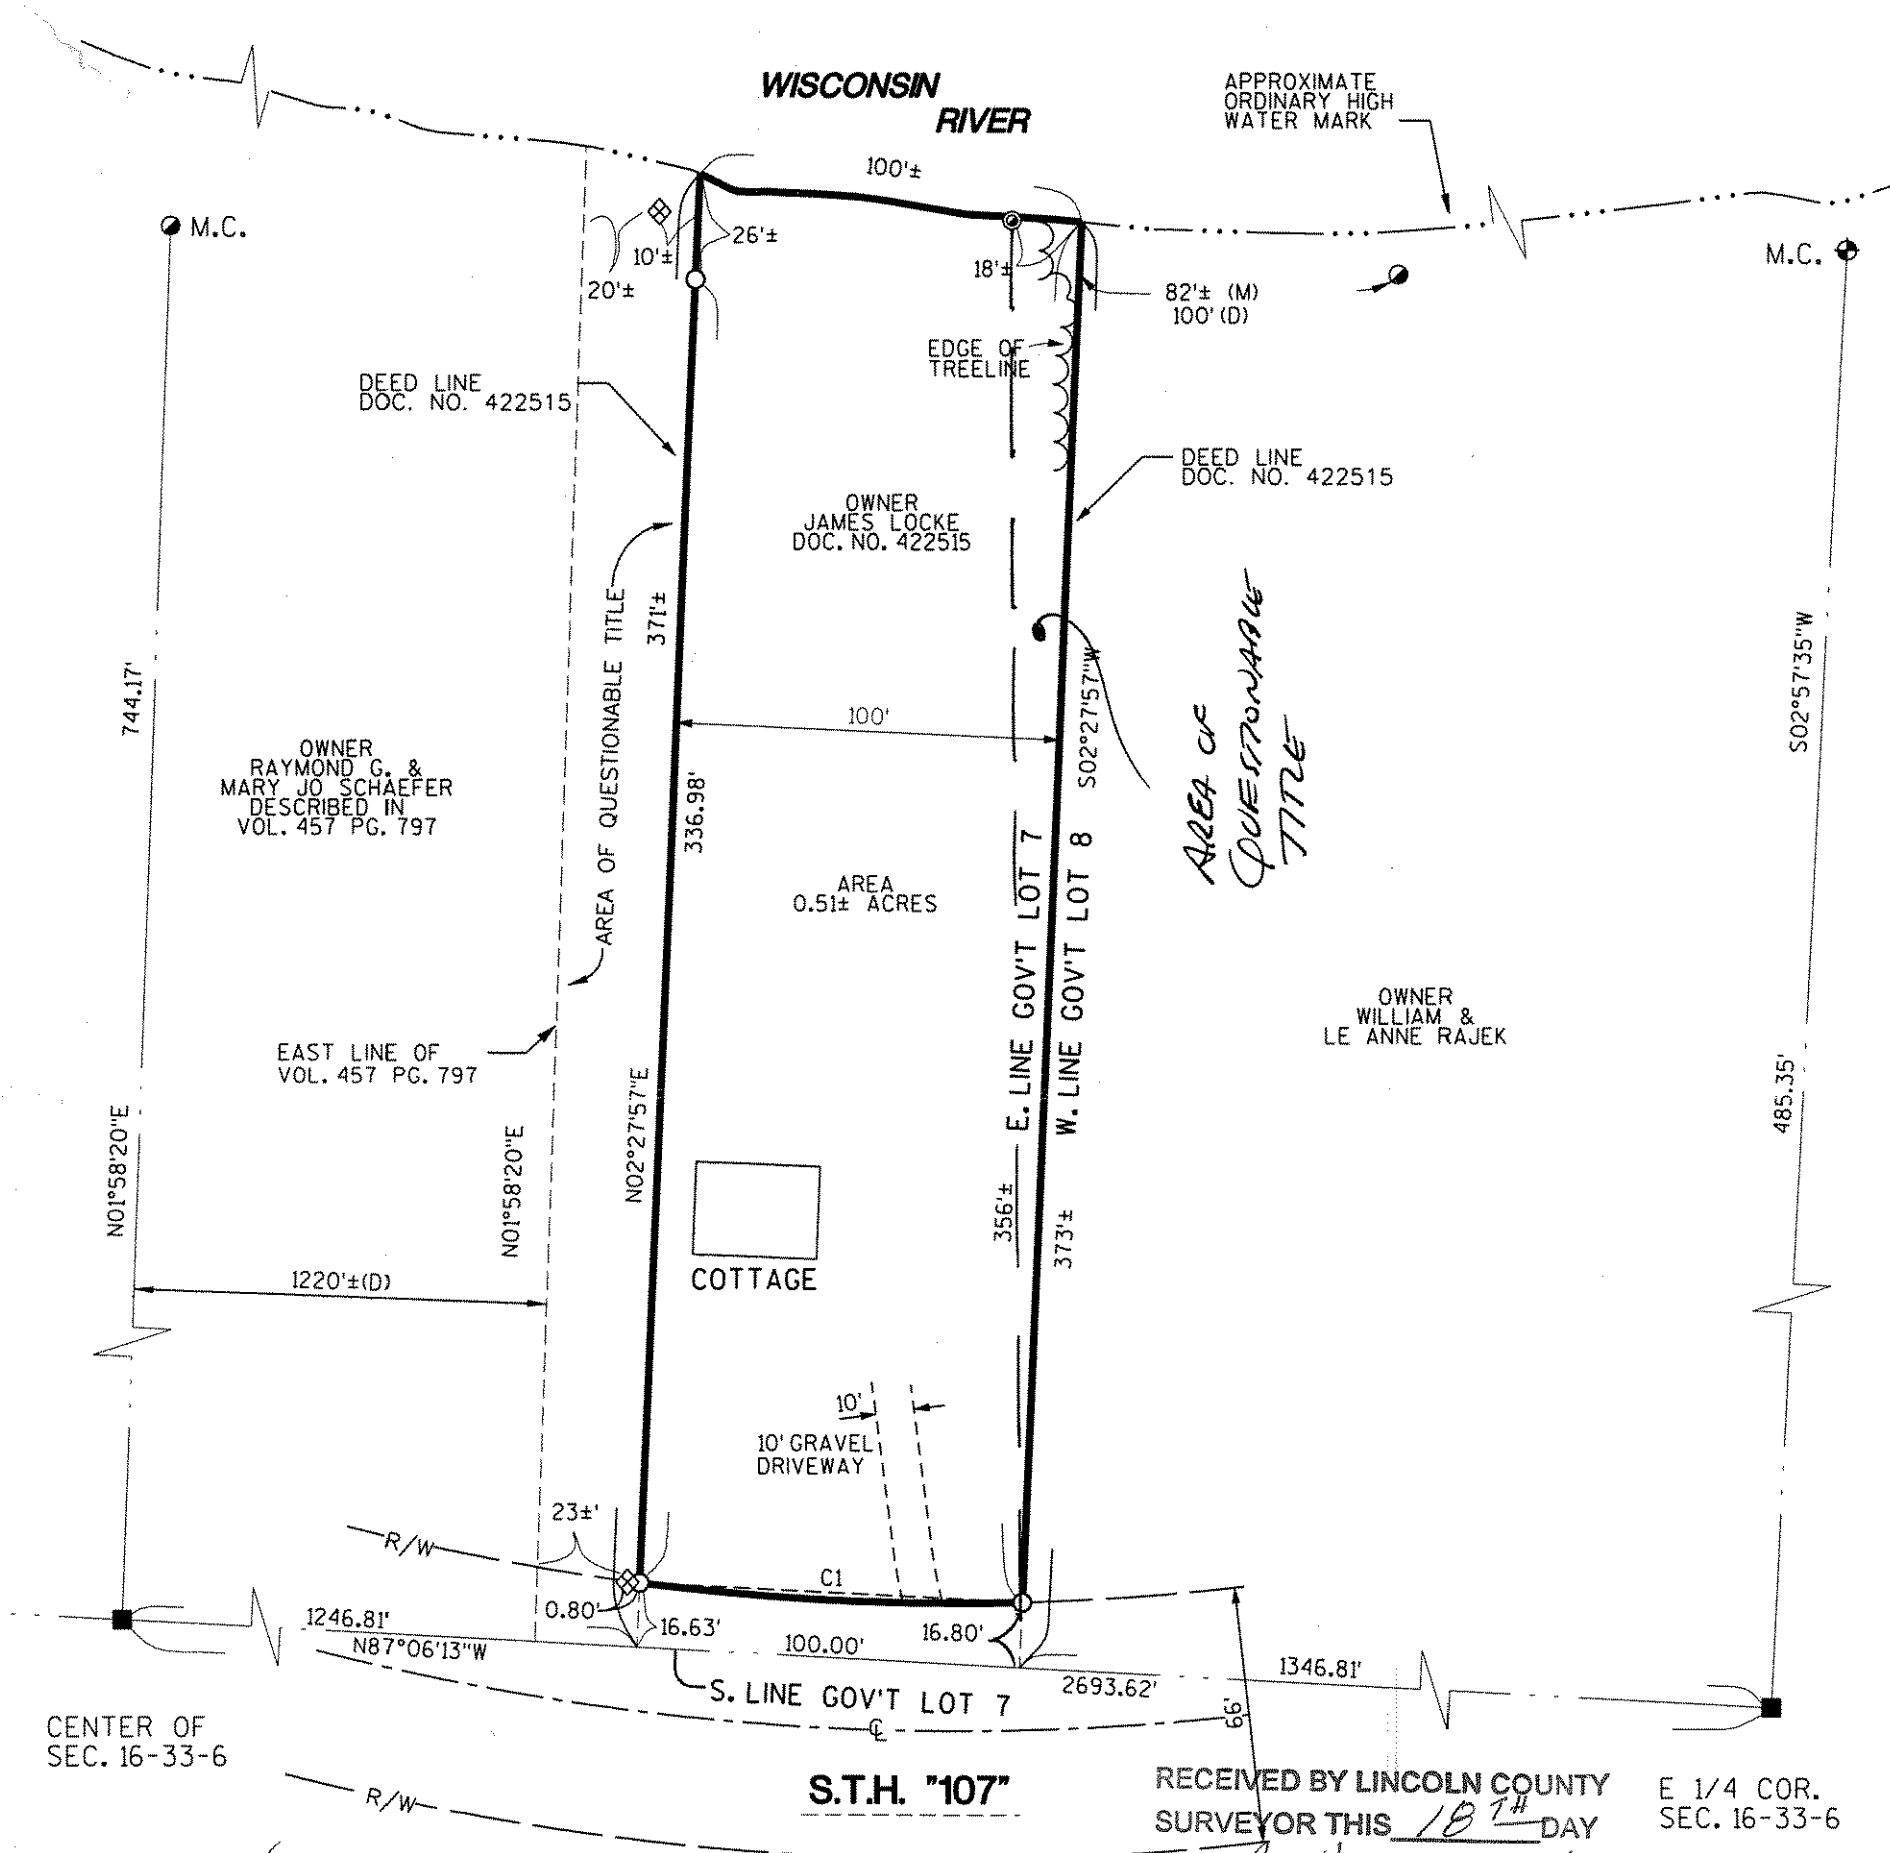 WISCONSIN
RIVER
APPROXIMATE
ORDINARY HIGH
WATER MARK
100'±
M.C.
26'±
10'±
20'±
18'±
82'± (M)
100' (D)
M.C.
EDGE OF
TREELINE
DEED LINE
DOC. NO. 422515
DEED LINE
DOC. NO. 422515
OWNER
JAMES LOCKE
DOC. NO. 422515
AREA OF QUESTIONABLE TITLE
371'±
AREA OF
QUESTIONABLE
TITLE
744.17'
S02°27'57"W
S02°57'35"W
100'
OWNER
RAYMOND G. &
MARY JO SCHAEFER
DESCRIBED IN
VOL. 457 PG. 797
336.98'
AREA
0.51± ACRES
E. LINE GOV'T LOT 7
W. LINE GOV'T LOT 8
OWNER
WILLIAM &
LE ANNE RAJEK
EAST LINE OF
VOL. 457 PG. 797
485.35'
N01°58'20"E
N01°58'20"E
N02°27'57"E
356'±
373'±
COTTAGE
1220'±(D)
10'
10' GRAVEL
DRIVEWAY
23±'
R/W
C1
0.80'
16.63'
16.80'
1246.81'
N87°06'13"W
100.00'
1346.81'
2693.62'
S. LINE GOV'T LOT 7
66'
CENTER OF
SEC. 16-33-6
R/W
S.T.H. "107"
RECEIVED BY LINCOLN COUNTY
SURVEYOR THIS 18TH DAY
E 1/4 COR.
SEC. 16-33-6